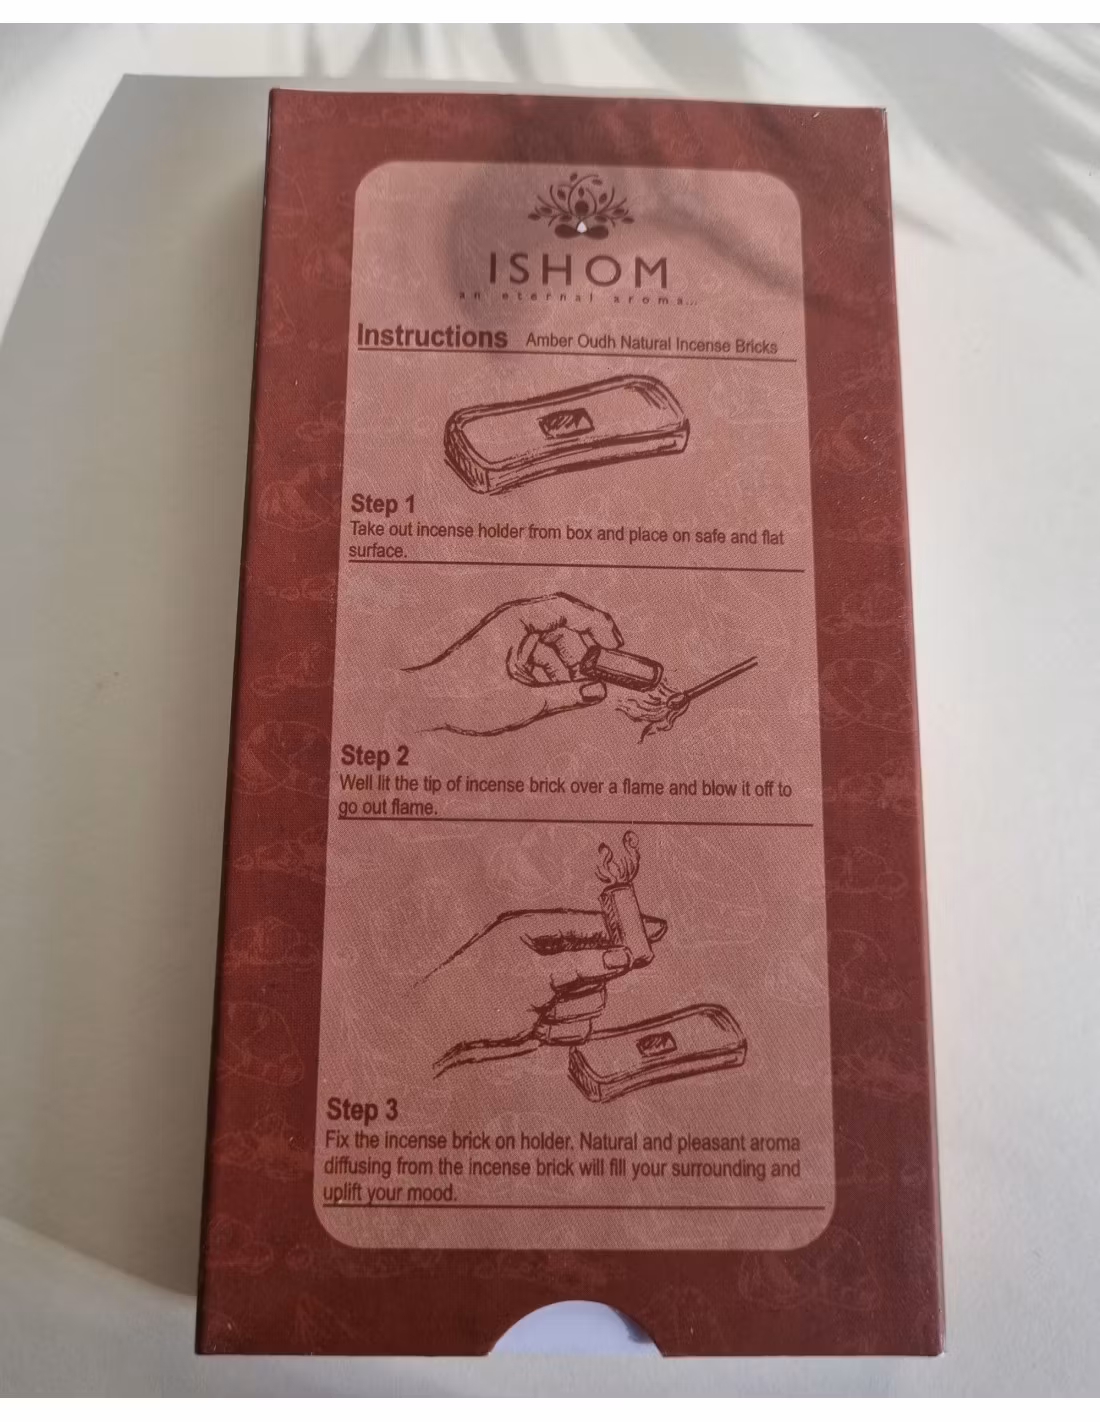 ISHOM
an eternal aroma...
Instructions Amber Oudh Natural Incense Bricks
Step 1
Take out incense holder from box and place on safe and flat
surface.
Step 2
Well lit the tip of incense brick over a flame and blow it off to
go out flame.
Step 3
Fix the incense brick on holder. Natural and pleasant aroma
diffusing from the incense brick will fill your surrounding and
uplift your mood.